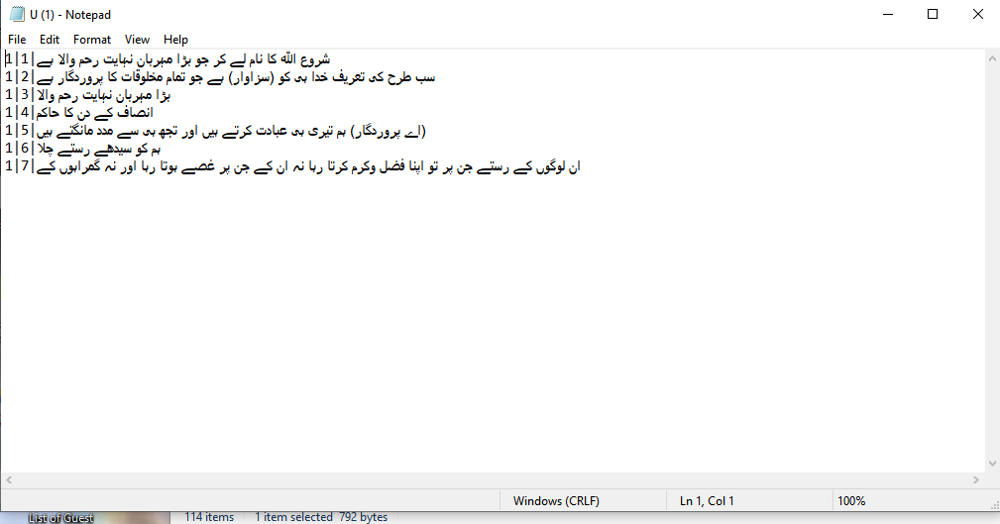 U (1) - Notepad
File Edit Format View Help
1|1|شروع الله کا نام لے کر جو بڑا مہربان نہایت رحم والا ہے
1|2|سب طرح کی تعریف خدا ہی کو (سزاوار) ہے جو تمام مخلوقات کا پروردگار ہے
1|3|بڑا مہربان نہایت رحم والا
1|4|انصاف کے دن کا حاکم
1|5|(اے پروردگار) ہم تیری ہی عبادت کرتے ہیں اور تجھ ہی سے مدد مانگتے ہیں
1|6|ہم کو سیدھے رستے چلا
1|7|ان لوگوں کے رستے جن پر تو اپنا فضل وکرم کرتا رہا نہ ان کے جن پر غصے ہوتا رہا اور نہ گمراہوں کے
Windows (CRLF) Ln 1, Col 1 100%
List of Guest 114 items 1 item selected 792 bytes